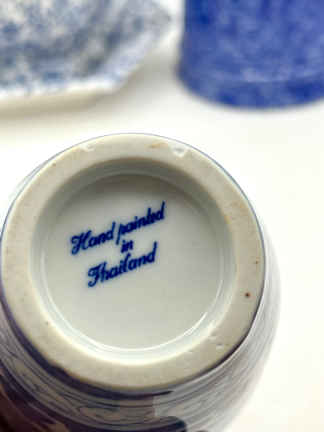 Hand painted
in
Thailand